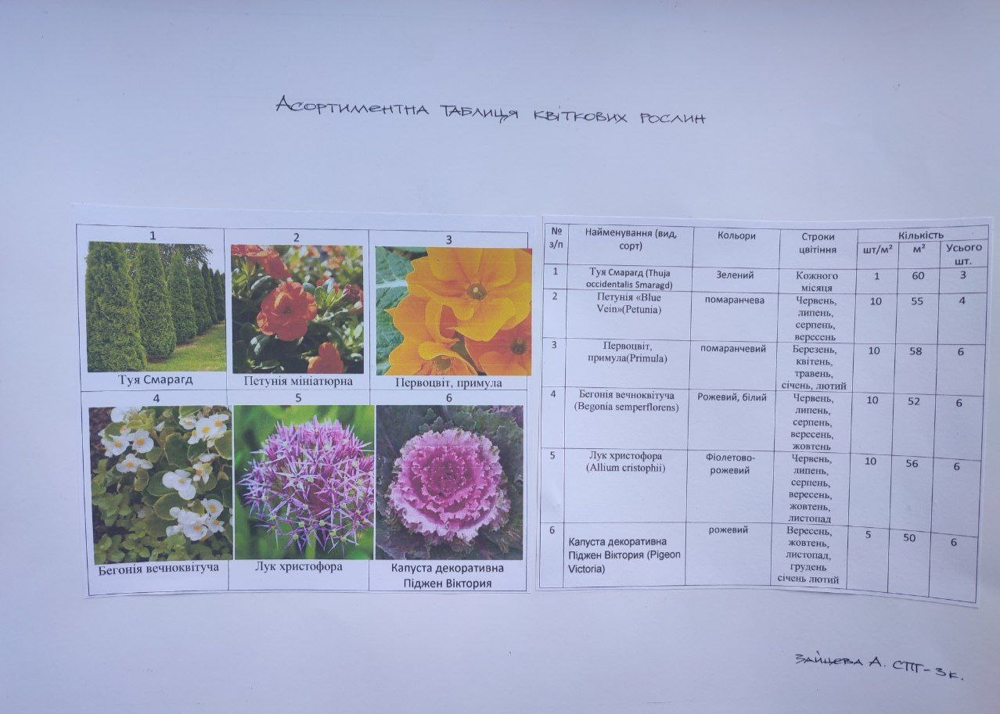 Асортиментна таблиця квіткових рослин
1 2 3
Туя Смарагд Петунія мініатюрна Первоцвіт, примула
4 5 6
Бегонія вечноквітуча Лук христофора Капуста декоративна
Піджен Віктория
№ з/п Найменування (вид, сорт) Кольори Строки цвітіння Кількість
шт/м² м² Усього шт.
1 Туя Смарагд (Thuja occidentalis Smaragd) Зелений Кожного місяця 1 60 3
2 Петунія «Blue Vein»(Petunia) помаранчева Червень, липень, серпень, вересень 10 55 4
3 Первоцвіт, примула(Primula) помаранчевий Березень, квітень, травень, січень, лютий 10 58 6
4 Бегонія вечноквітуча (Begonia semperflorens) Рожевий, білий Червень, липень, серпень, вересень, жовтень 10 52 6
5 Лук христофора (Allium cristophii) Фіолетово-рожевий Червень, липень, серпень, вересень, жовтень, листопад 10 56 6
6 Капуста декоративна Піджен Віктория (Pigeon Victoria) рожевий Вересень, жовтень, листопад, грудень січень лютий 5 50 6
Зайцева А. СПГ-3к.